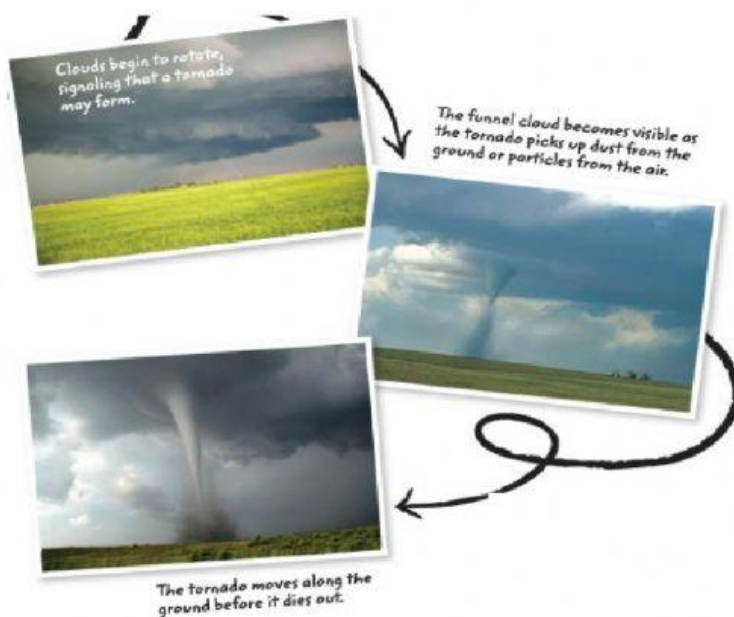 Clouds begin to rotate,
signaling that a tornado
may form.
The funnel cloud becomes visible as
the tornado picks up dust from the
ground or particles from the air.
The tornado moves along the
ground before it dies out.